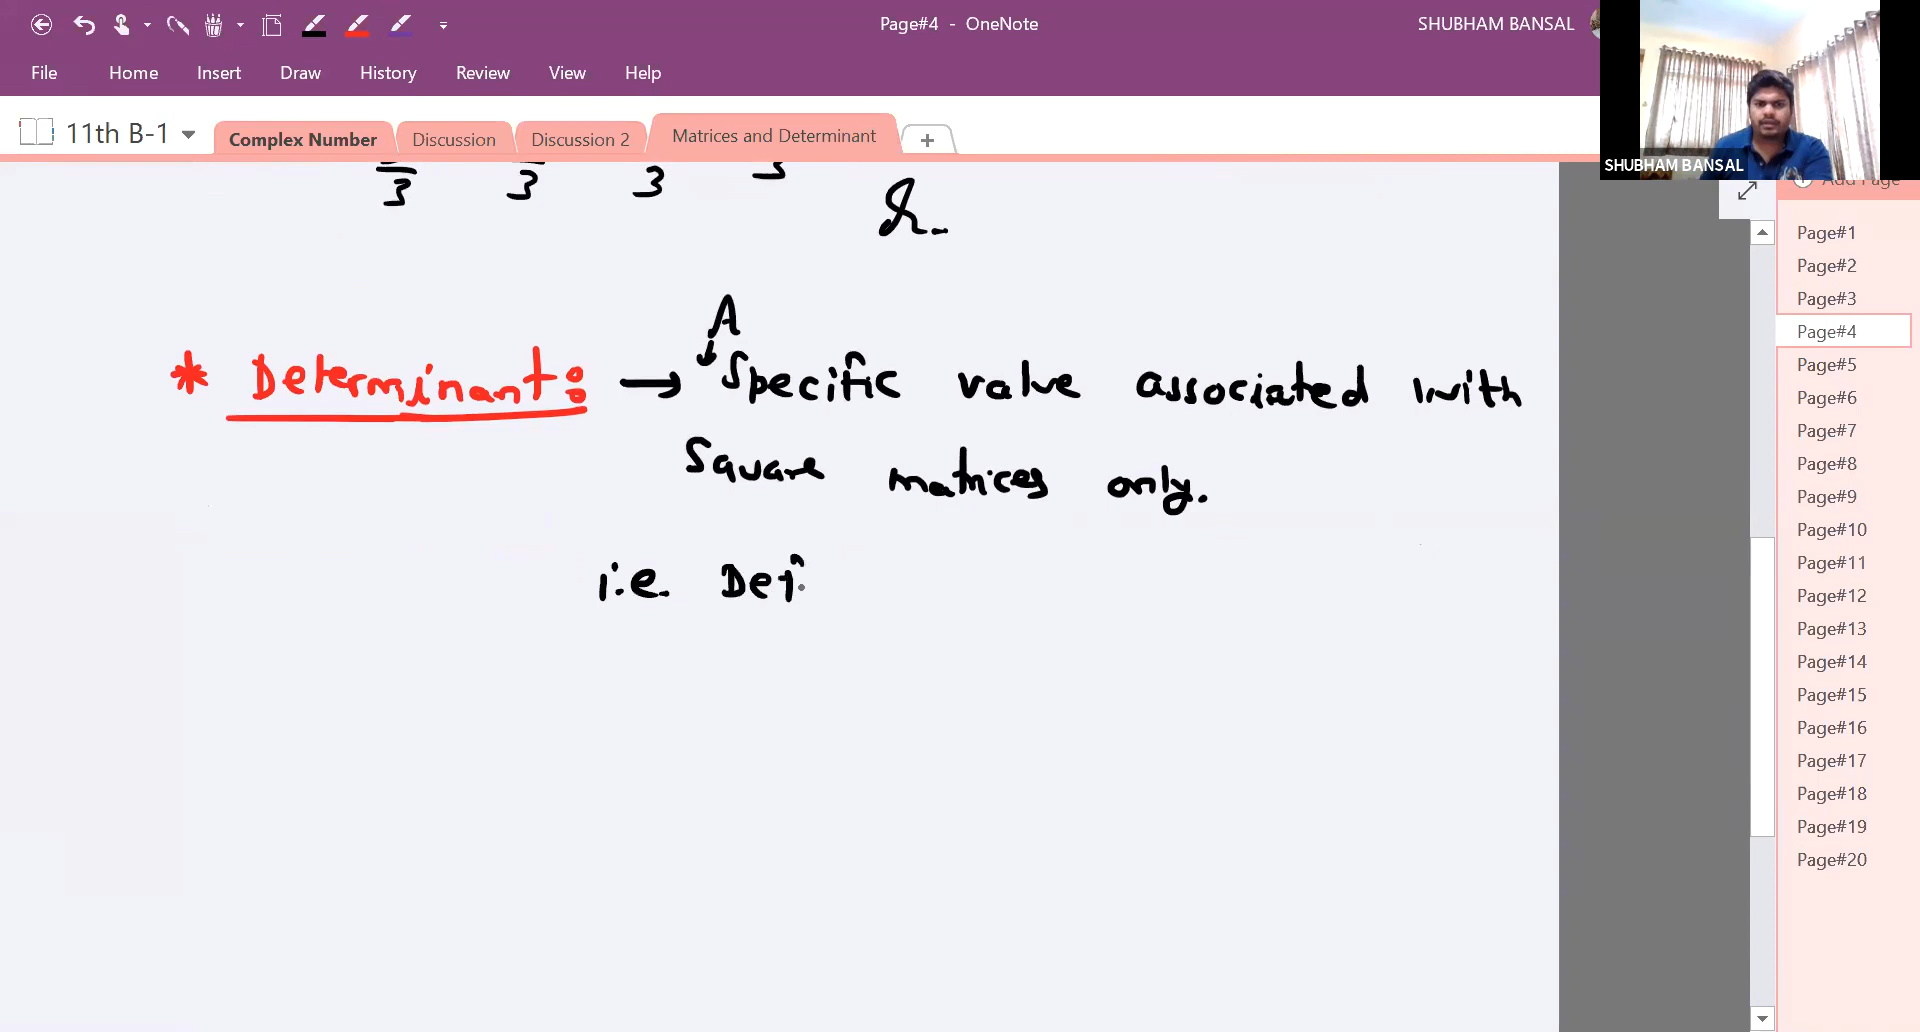 Page#4 - OneNote
SHUBHAM BANSAL
File Home Insert Draw History Review View Help
11th B-1
Complex Number
Discussion
Discussion 2
Matrices and Determinant
SHUBHAM BANSAL
Add Page
3 3 3 3
A
* Determinant: → Specific value associated with
Square matrices only.
i.e.
Page#1
Page#2
Page#3
Page#4
Page#5
Page#6
Page#7
Page#8
Page#9
Page#10
Page#11
Page#12
Page#13
Page#14
Page#15
Page#16
Page#17
Page#18
Page#19
Page#20